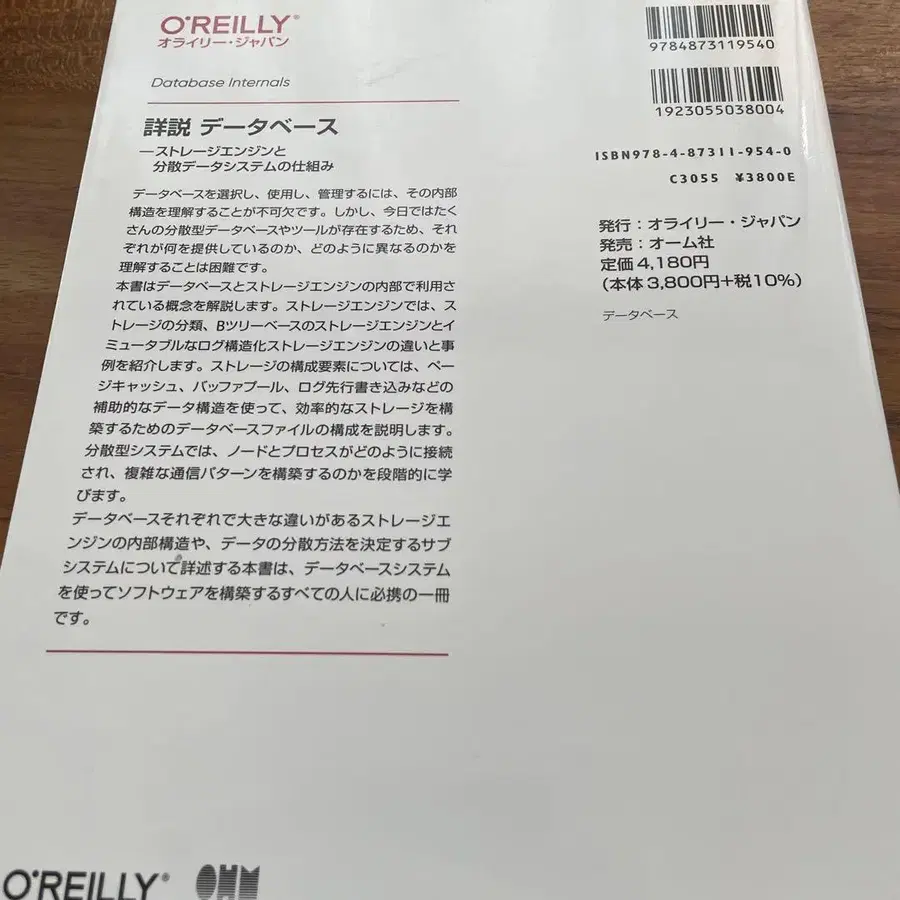 O'REILLY®
オライリー・ジャパン
Database Internals
詳説 データベース
―ストレージエンジンと
分散データシステムの仕組み
データベースを選択し、使用し、管理するには、その内部
構造を理解することが不可欠です。しかし、今日ではたく
さんの分散型データベースやツールが存在するため、それ
ぞれが何を提供しているのか、どのように異なるのかを
理解することは困難です。
本書はデータベースとストレージエンジンの内部で利用さ
れている概念を解説します。ストレージエンジンでは、ス
トレージの分類、Bツリーベースのストレージエンジンとイ
ミュータブルなログ構造化ストレージエンジンの違いと事
例を紹介します。ストレージの構成要素については、ペー
ジキャッシュ、バッファプール、ログ先行書き込みなどの
補助的なデータ構造を使って、効率的なストレージを構
築するためのデータベースファイルの構成を説明します。
分散型システムでは、ノードとプロセスがどのように接続
され、複雑な通信パターンを構築するのかを段階的に学
びます。
データベースそれぞれで大きな違いがあるストレージエ
ンジンの内部構造や、データの分散方法を決定するサブ
システムについて詳述する本書は、データベースシステム
を使ってソフトウェアを構築するすべての人に必携の一冊
です。
9784873119540
1923055038004
ISBN978-4-87311-954-0
C3055 ¥3800E
発行：オライリー・ジャパン
発売：オーム社
定価4,180円
（本体3,800円+税10%）
データベース
O'REILLY®
OHM